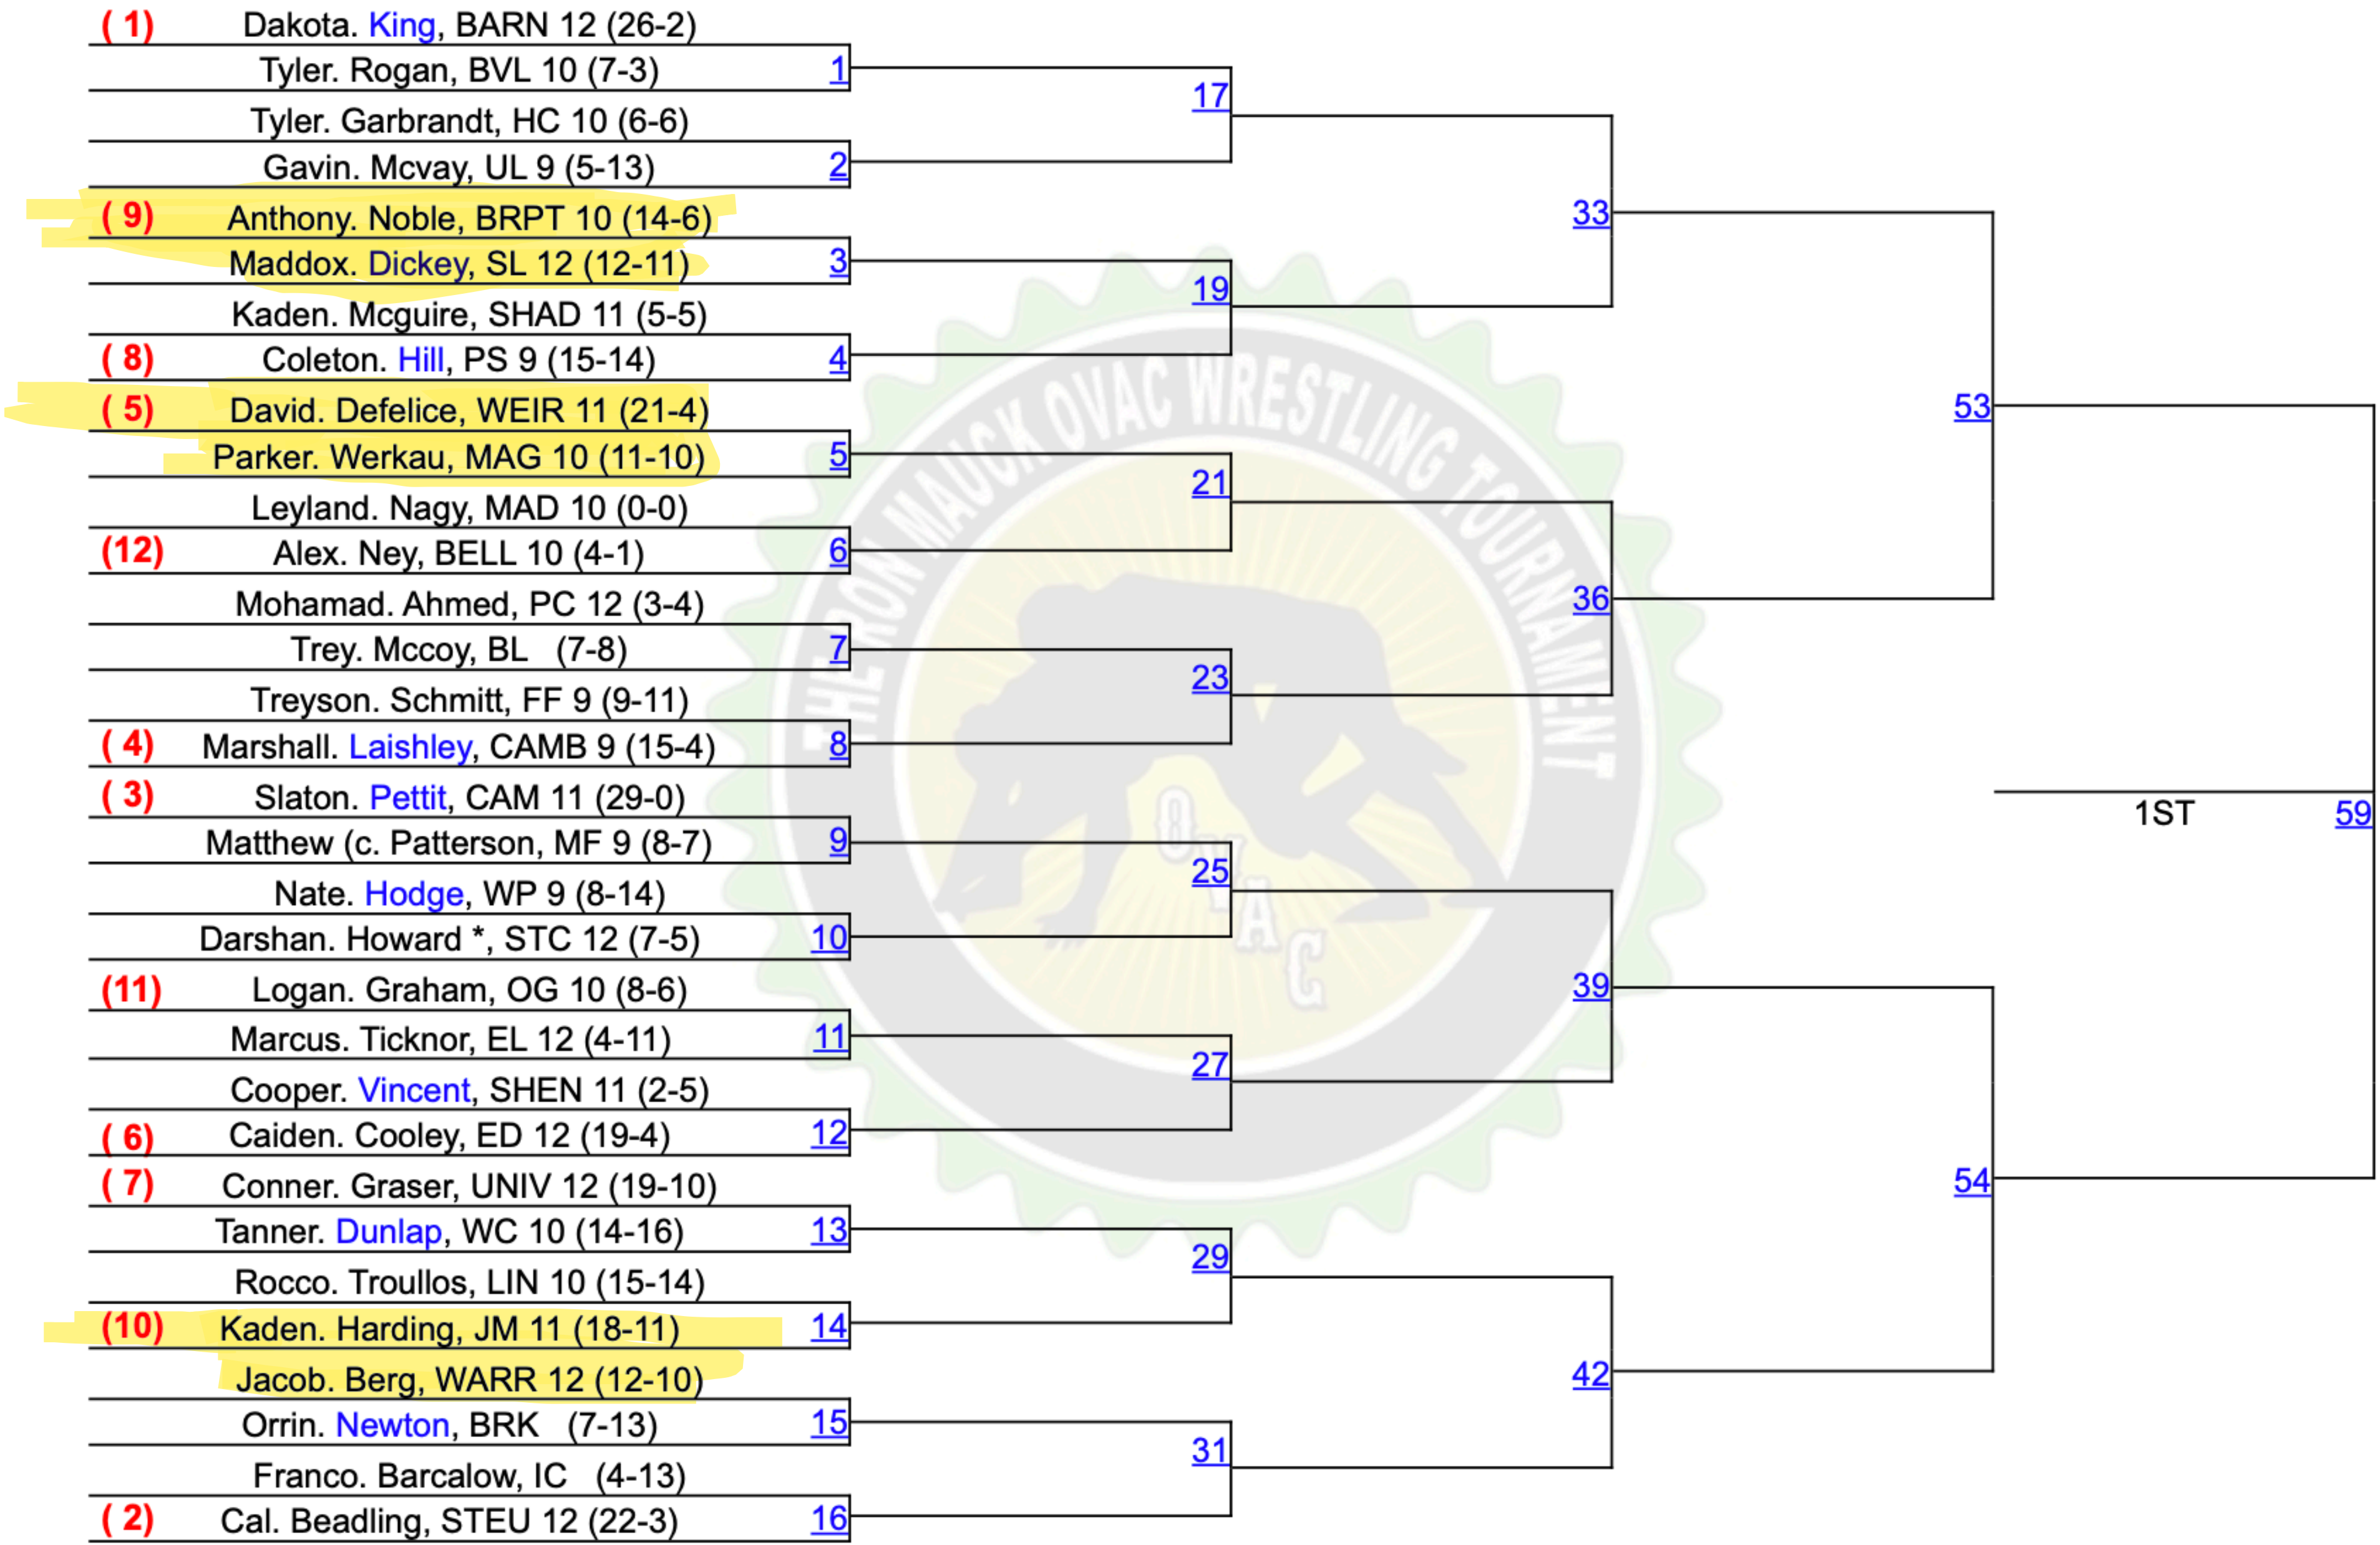 ( 1) Dakota. King, BARN 12 (26-2)
Tyler. Rogan, BVL 10 (7-3) 1
17
Tyler. Garbrandt, HC 10 (6-6)
Gavin. Mcvay, UL 9 (5-13) 2
33
( 9) Anthony. Noble, BRPT 10 (14-6)
Maddox. Dickey, SL 12 (12-11) 3
19
Kaden. Mcguire, SHAD 11 (5-5)
( 8) Coleton. Hill, PS 9 (15-14) 4
53
( 5) David. Defelice, WEIR 11 (21-4)
Parker. Werkau, MAG 10 (11-10) 5
21
Leyland. Nagy, MAD 10 (0-0)
(12) Alex. Ney, BELL 10 (4-1) 6
36
Mohamad. Ahmed, PC 12 (3-4)
Trey. Mccoy, BL (7-8) 7
23
Treyson. Schmitt, FF 9 (9-11)
( 4) Marshall. Laishley, CAMB 9 (15-4) 8
( 3) Slaton. Pettit, CAM 11 (29-0)
1ST 59
Matthew (c. Patterson, MF 9 (8-7) 9
25
Nate. Hodge, WP 9 (8-14)
Darshan. Howard *, STC 12 (7-5) 10
39
(11) Logan. Graham, OG 10 (8-6)
Marcus. Ticknor, EL 12 (4-11) 11
27
Cooper. Vincent, SHEN 11 (2-5)
( 6) Caiden. Cooley, ED 12 (19-4) 12
54
( 7) Conner. Graser, UNIV 12 (19-10)
Tanner. Dunlap, WC 10 (14-16) 13
29
Rocco. Troullos, LIN 10 (15-14)
(10) Kaden. Harding, JM 11 (18-11) 14
42
Jacob. Berg, WARR 12 (12-10)
Orrin. Newton, BRK (7-13) 15
31
Franco. Barcalow, IC (4-13)
( 2) Cal. Beadling, STEU 12 (22-3) 16
THE RON MAUCK OVAC WRESTLING TOURNAMENT
OVAC